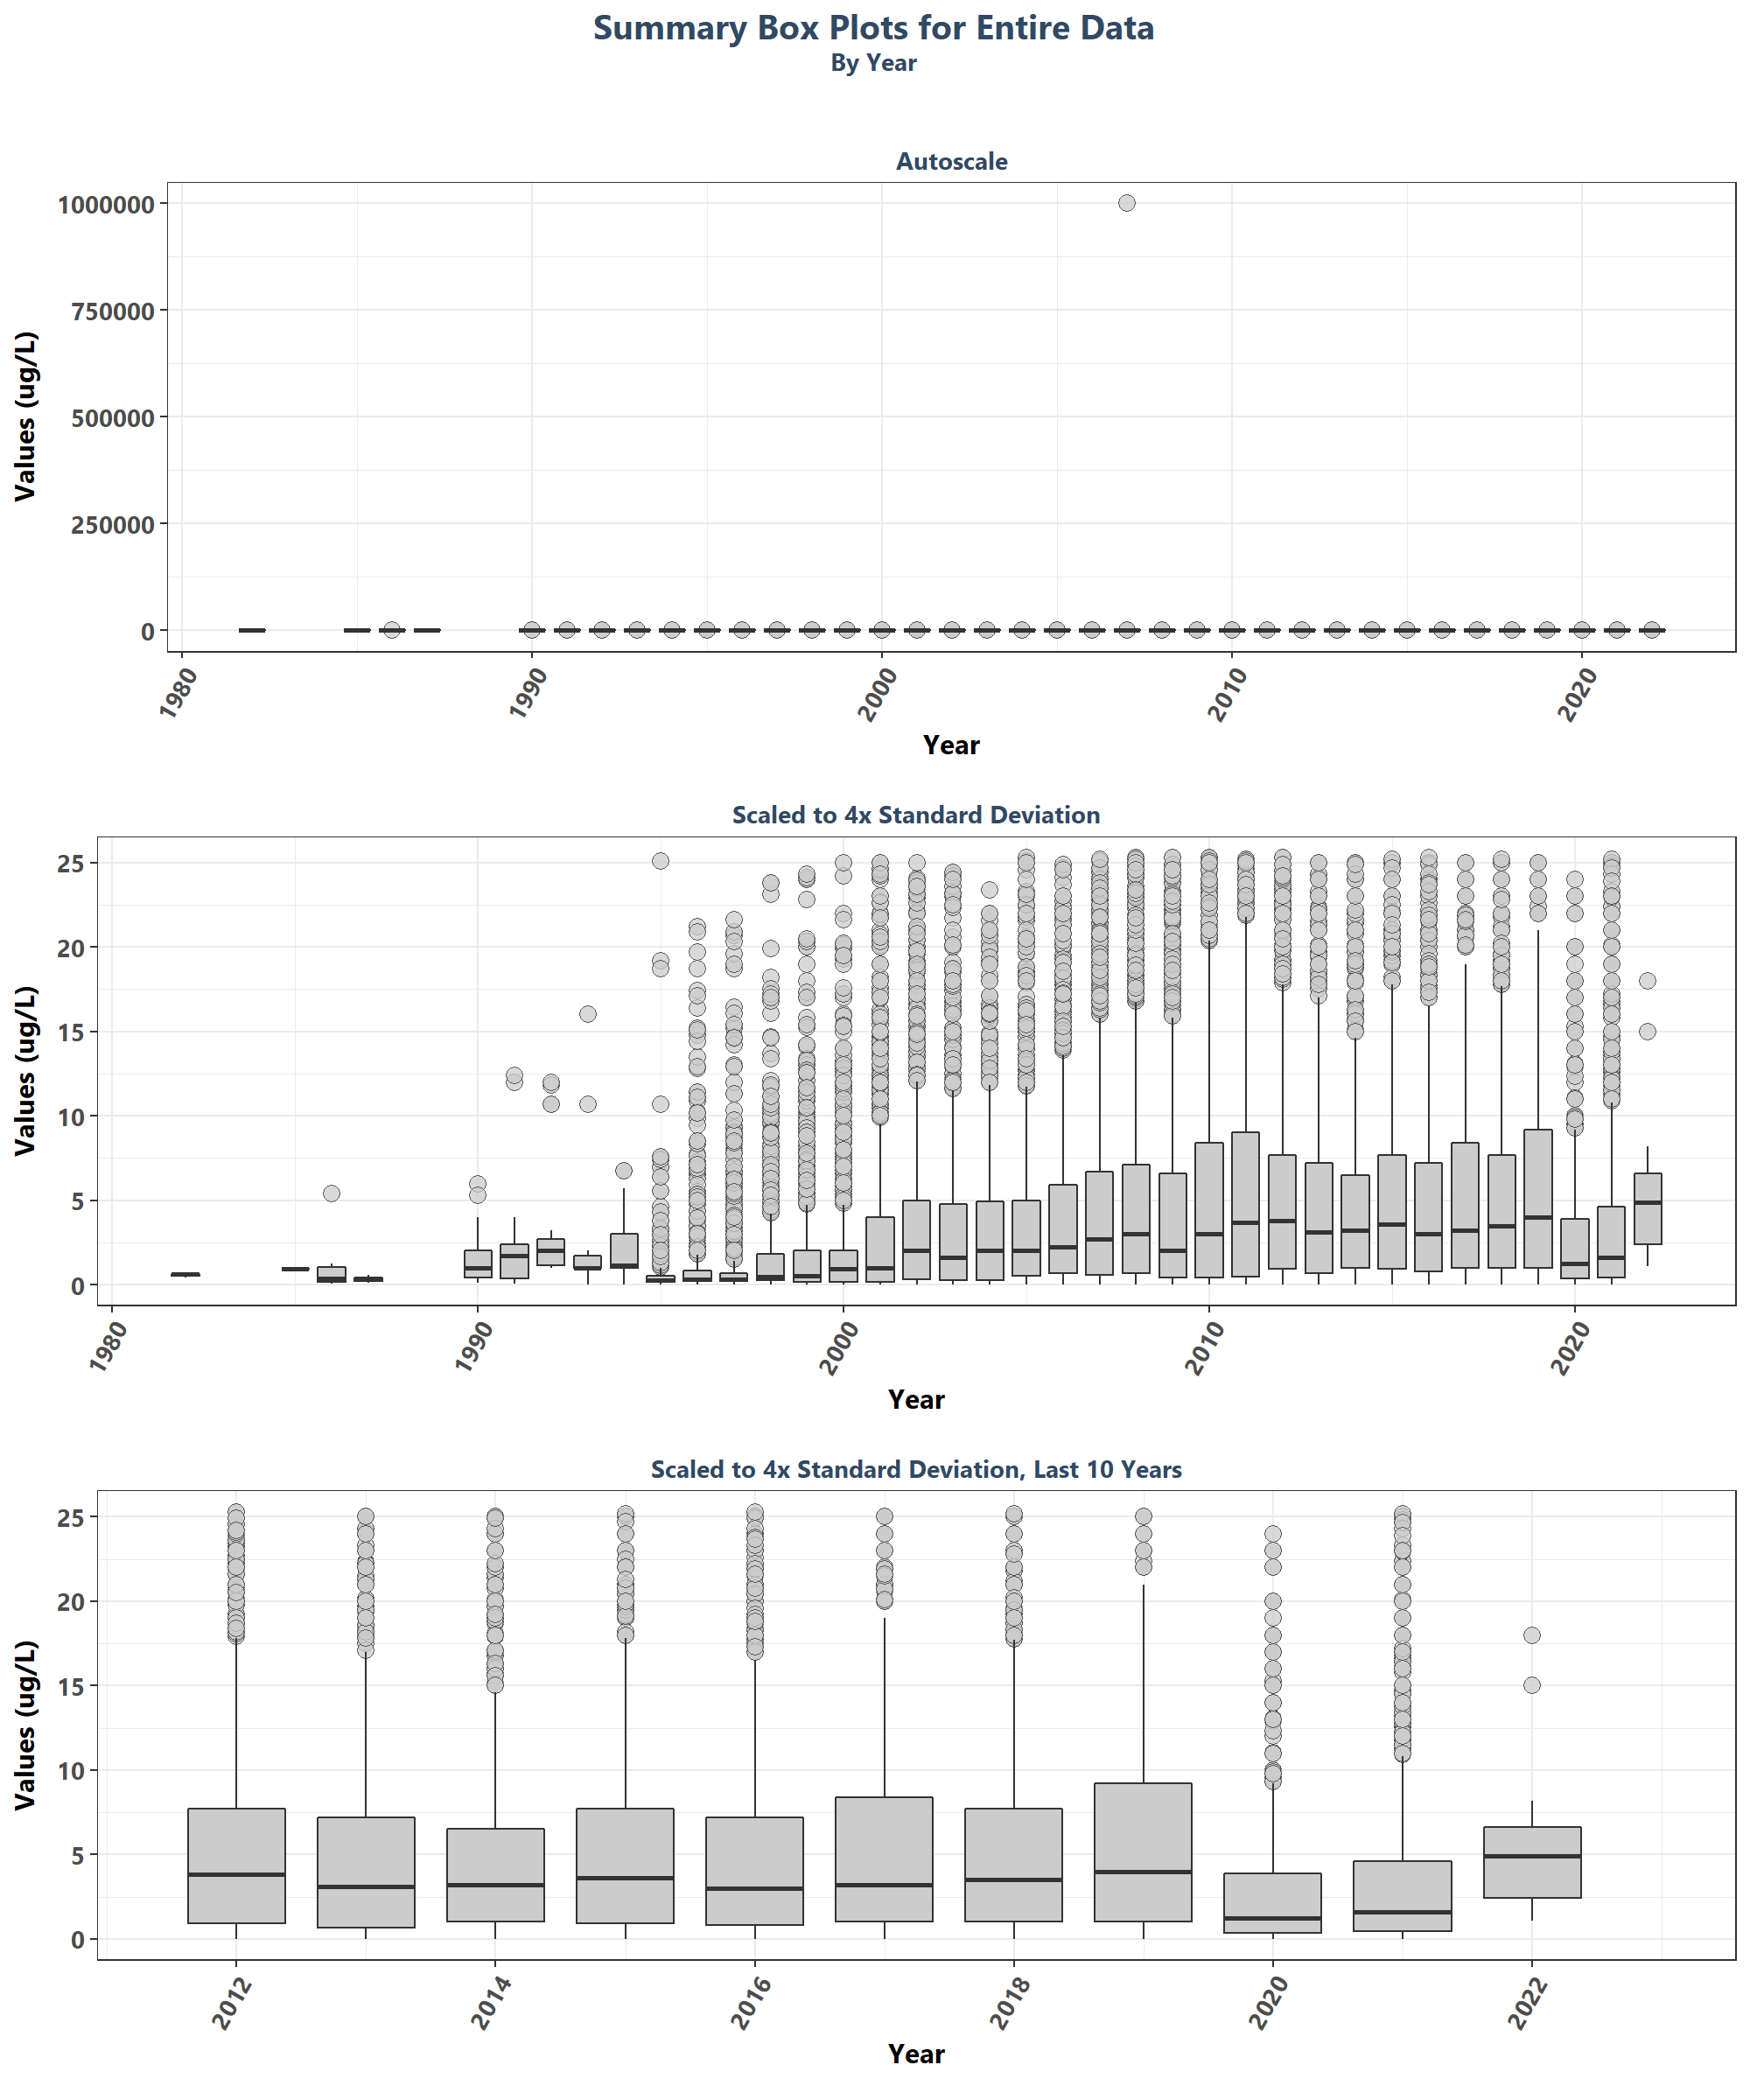 Summary Box Plots for Entire Data
By Year
Autoscale
Values (ug/L)
1000000
750000
500000
250000
0
1980 1990 2000 2010 2020
Year
Scaled to 4x Standard Deviation
Values (ug/L)
25
20
15
10
5
0
1980 1990 2000 2010 2020
Year
Scaled to 4x Standard Deviation, Last 10 Years
Values (ug/L)
25
20
15
10
5
0
2012 2014 2016 2018 2020 2022
Year